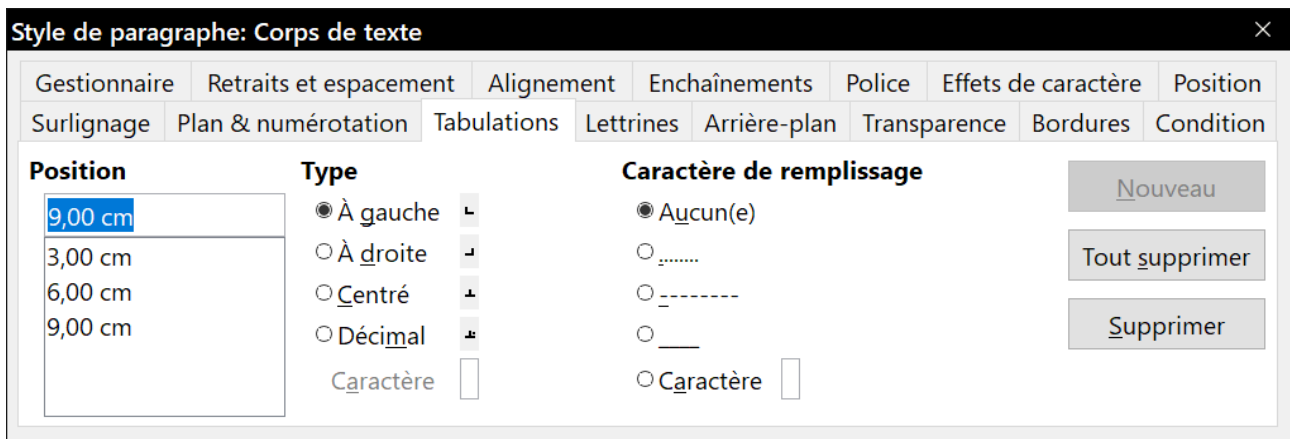 Style de paragraphe: Corps de texte
Gestionnaire Retraits et espacement Alignement Enchaînements Police Effets de caractère Position
Surlignage Plan & numérotation Tabulations Lettrines Arrière-plan Transparence Bordures Condition
Position Type Caractère de remplissage
Nouveau
9,00 cm À gauche Aucun(e)
3,00 cm À droite ........ Tout supprimer
6,00 cm Centré --------
9,00 cm Décimal ____ Supprimer
Caractère Caractère